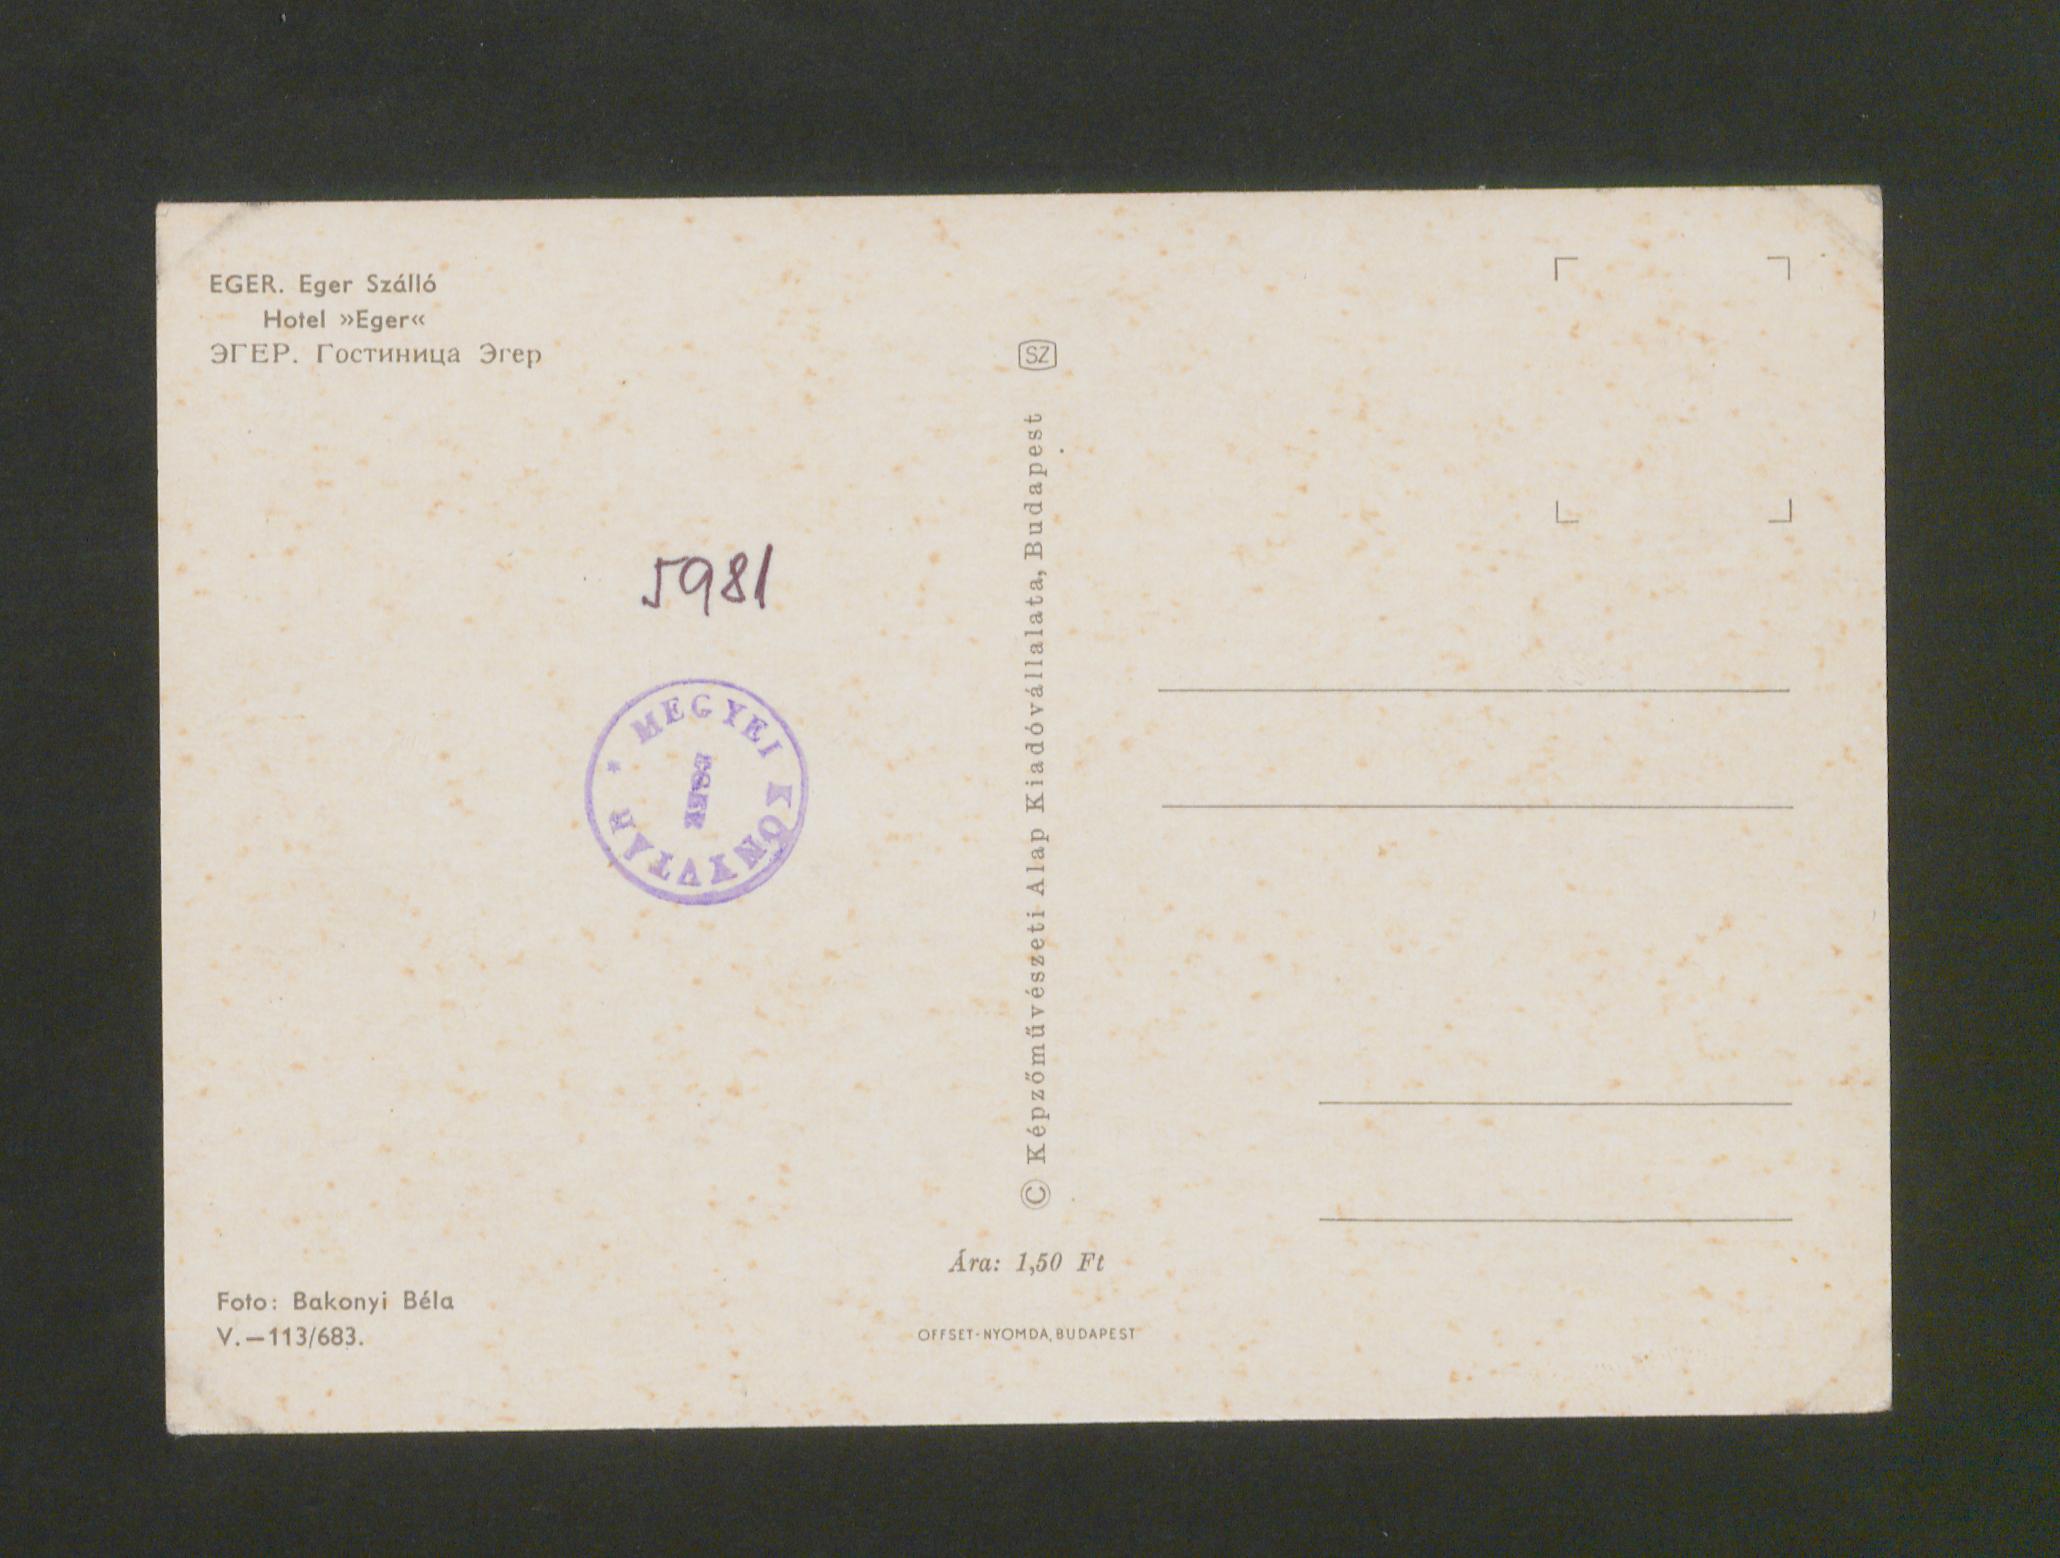 EGER. Eger Szálló
Hotel »Eger«
ЭГЕР. Гостиница Эгер
5981
* MEGYEI KÖNYVTÁR
EGER
SZ
© Képzőművészeti Alap Kiadóvállalata, Budapest
Ára: 1,50 Ft
OFFSET-NYOMDA, BUDAPEST
Foto: Bakonyi Béla
V.—113/683.